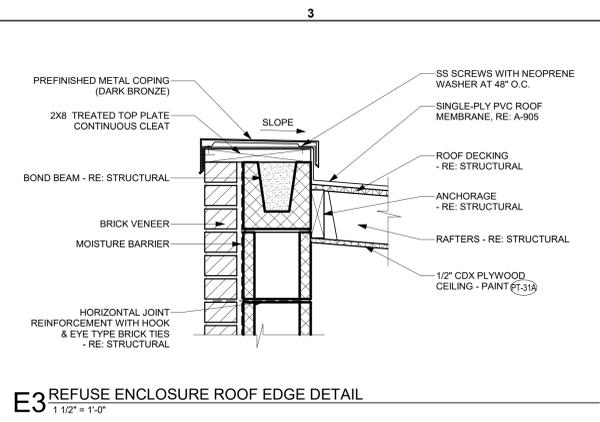 3
PREFINISHED METAL COPING
(DARK BRONZE)
2X8 TREATED TOP PLATE
CONTINUOUS CLEAT
BOND BEAM - RE: STRUCTURAL
BRICK VENEER
MOISTURE BARRIER
HORIZONTAL JOINT
REINFORCEMENT WITH HOOK
& EYE TYPE BRICK TIES
- RE: STRUCTURAL
SLOPE
SS SCREWS WITH NEOPRENE
WASHER AT 48" O.C.
SINGLE-PLY PVC ROOF
MEMBRANE, RE: A-905
ROOF DECKING
- RE: STRUCTURAL
ANCHORAGE
- RE: STRUCTURAL
RAFTERS - RE: STRUCTURAL
1/2" CDX PLYWOOD
CEILING - PAINT PT-31A
E3 REFUSE ENCLOSURE ROOF EDGE DETAIL
1 1/2" = 1'-0"